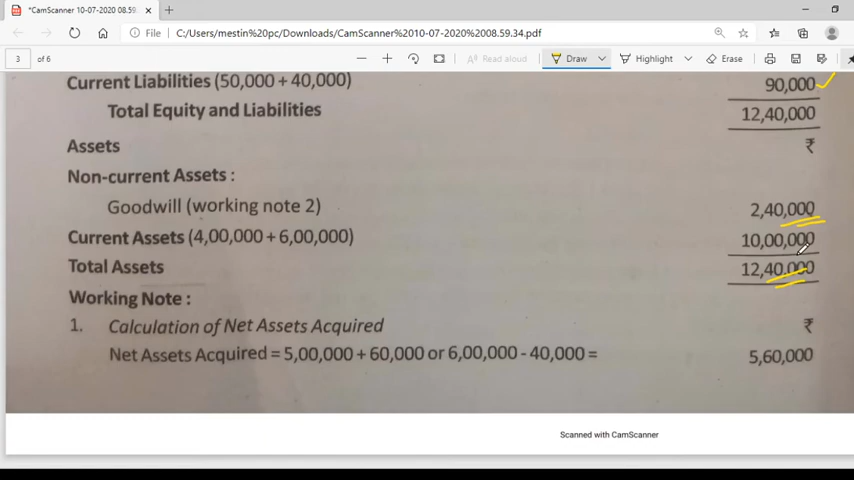 *CamScanner 10-07-2020 08.59.34.p
File C:/Users/mestin%20pc/Downloads/CamScanner%2010-07-2020%2008.59.34.pdf
3 of 6 Read aloud Draw Highlight Erase
Current Liabilities (50,000 + 40,000) 90,000
Total Equity and Liabilities 12,40,000
Assets ₹
Non-current Assets :
Goodwill (working note 2) 2,40,000
Current Assets (4,00,000 + 6,00,000) 10,00,000
Total Assets 12,40,000
Working Note :
1. Calculation of Net Assets Acquired ₹
Net Assets Acquired = 5,00,000 + 60,000 or 6,00,000 - 40,000 = 5,60,000
Scanned with CamScanner